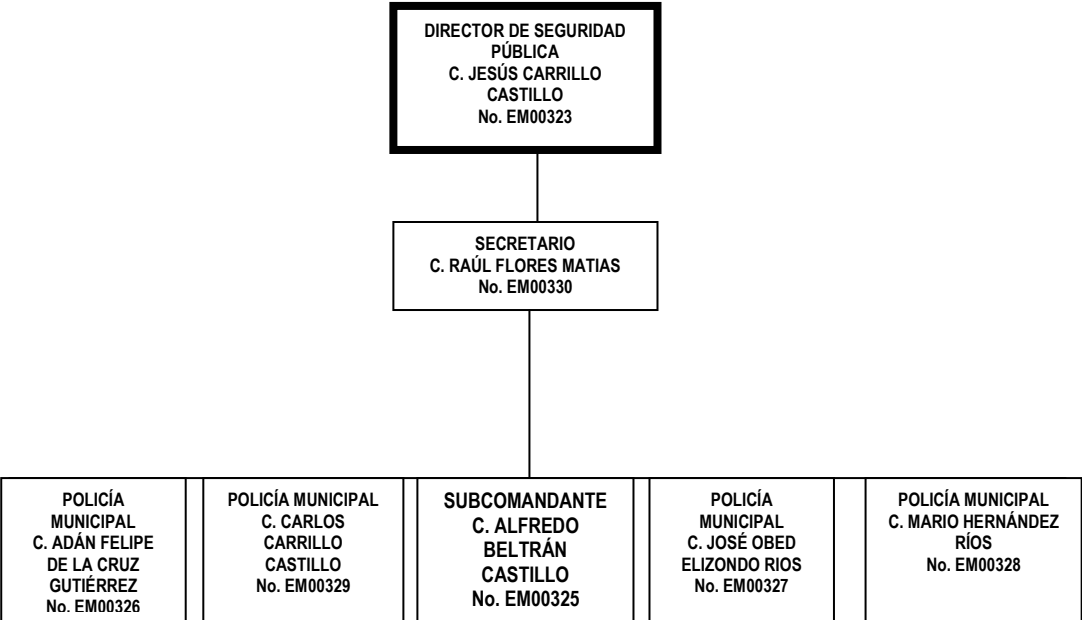 DIRECTOR DE SEGURIDAD
PÚBLICA
C. JESÚS CARRILLO
CASTILLO
No. EM00323
SECRETARIO
C. RAÚL FLORES MATIAS
No. EM00330
POLICÍA
MUNICIPAL
C. ADÁN FELIPE
DE LA CRUZ
GUTIÉRREZ
No. EM00326
POLICÍA MUNICIPAL
C. CARLOS
CARRILLO
CASTILLO
No. EM00329
SUBCOMANDANTE
C. ALFREDO
BELTRÁN
CASTILLO
No. EM00325
POLICÍA
MUNICIPAL
C. JOSÉ OBED
ELIZONDO RIOS
No. EM00327
POLICÍA MUNICIPAL
C. MARIO HERNÁNDEZ
RÍOS
No. EM00328